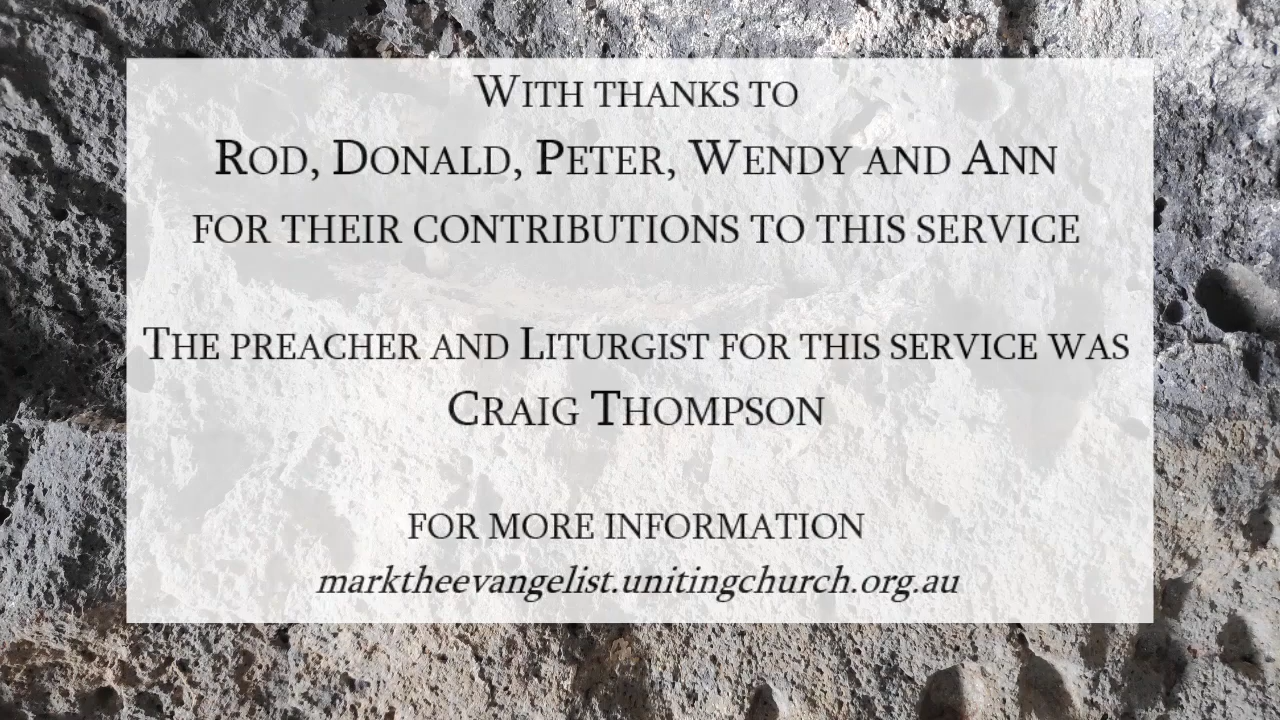 With thanks to
Rod, Donald, Peter, Wendy and Ann
for their contributions to this service
The preacher and Liturgist for this service was
Craig Thompson
for more information
marktheevangelist.unitingchurch.org.au